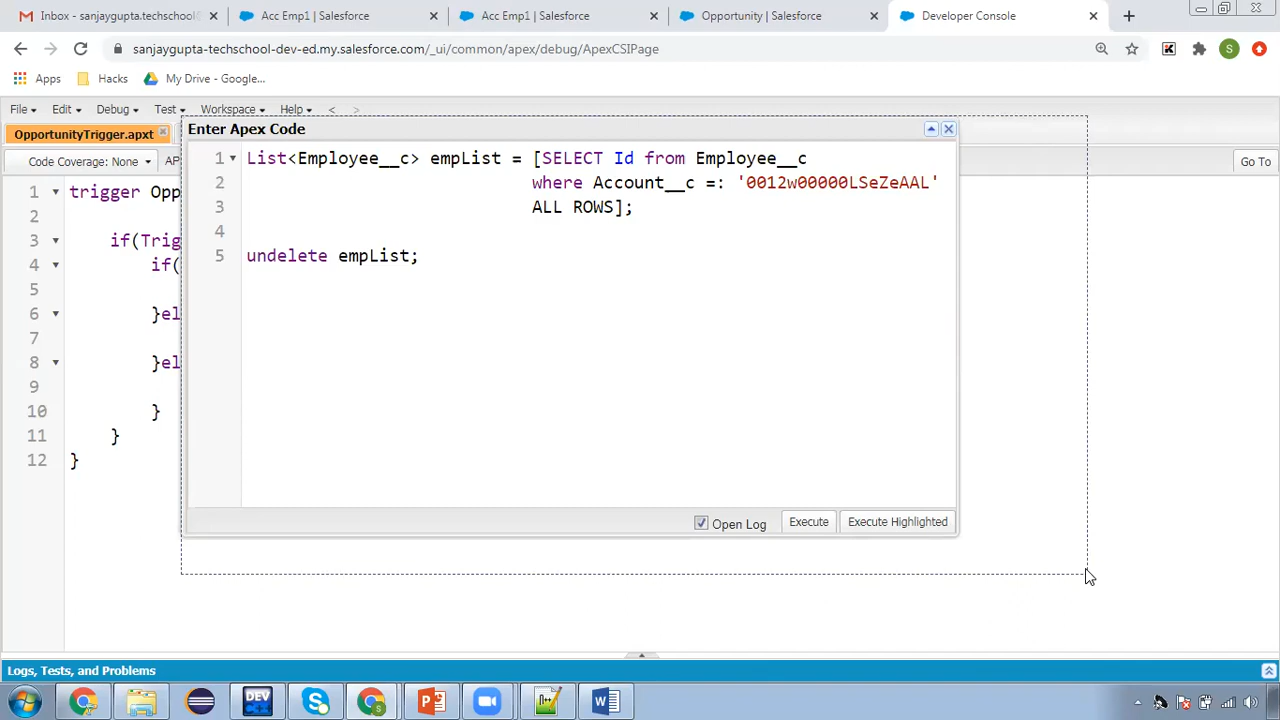 Inbox - sanjaygupta.techschool@
Acc Emp1 | Salesforce
Acc Emp1 | Salesforce
Opportunity | Salesforce
Developer Console
sanjaygupta-techschool-dev-ed.my.salesforce.com/_ui/common/apex/debug/ApexCSIPage
S
Apps
Hacks
My Drive - Google...
File
Edit
Debug
Test
Workspace
Help
<
>
OpportunityTrigger.apxt
Enter Apex Code
Code Coverage: None
AP
Go To
1 List<Employee__c> empList = [SELECT Id from Employee__c
2 where Account__c =: '0012w00000LSeZeAAL'
3 ALL ROWS];
4
5 undelete empList;
Open Log
Execute
Execute Highlighted
1 trigger Opp
2
3 if(Trig
4 if(
5
6 }el
7
8 }el
9
10 }
11 }
12 }
Logs, Tests, and Problems
DEV
C++